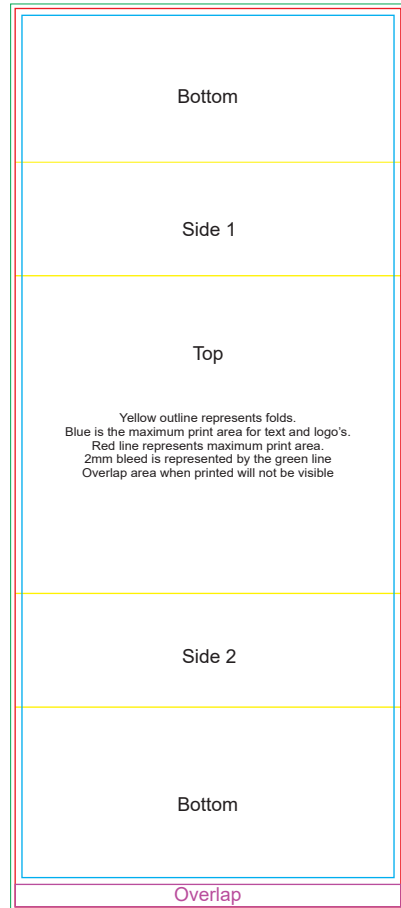 Bottom
Side 1
Top
Yellow outline represents folds.
Blue is the maximum print area for text and logo's.
Red line represents maximum print area.
2mm bleed is represented by the green line
Overlap area when printed will not be visible
Side 2
Bottom
Overlap